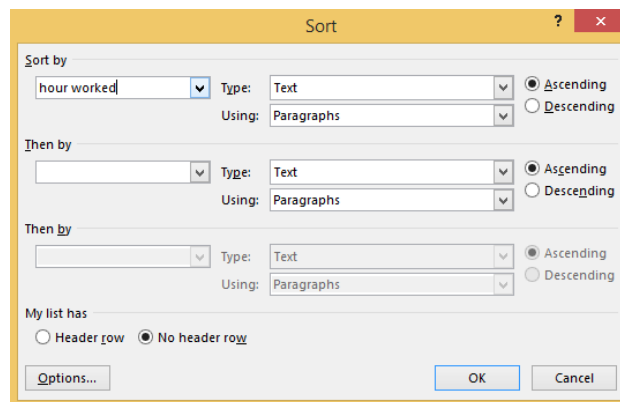 Sort ? ×
Sort by
hour worked Type: Text Ascending
Using: Paragraphs Descending
Then by
Type: Text Ascending
Using: Paragraphs Descending
Then by
Type: Text Ascending
Using: Paragraphs Descending
My list has
Header row No header row
Options... OK Cancel